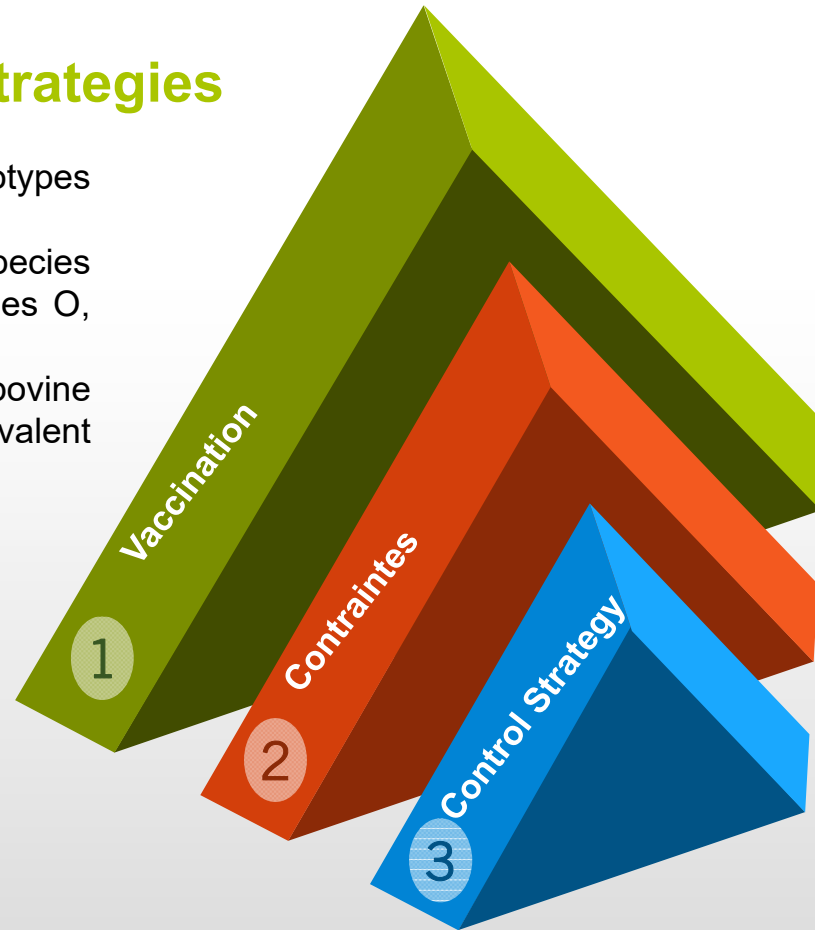 trategies
otypes
pecies
es O,
bovine
valent
Vaccination
1
Contraintes
2
Control Strategy
3